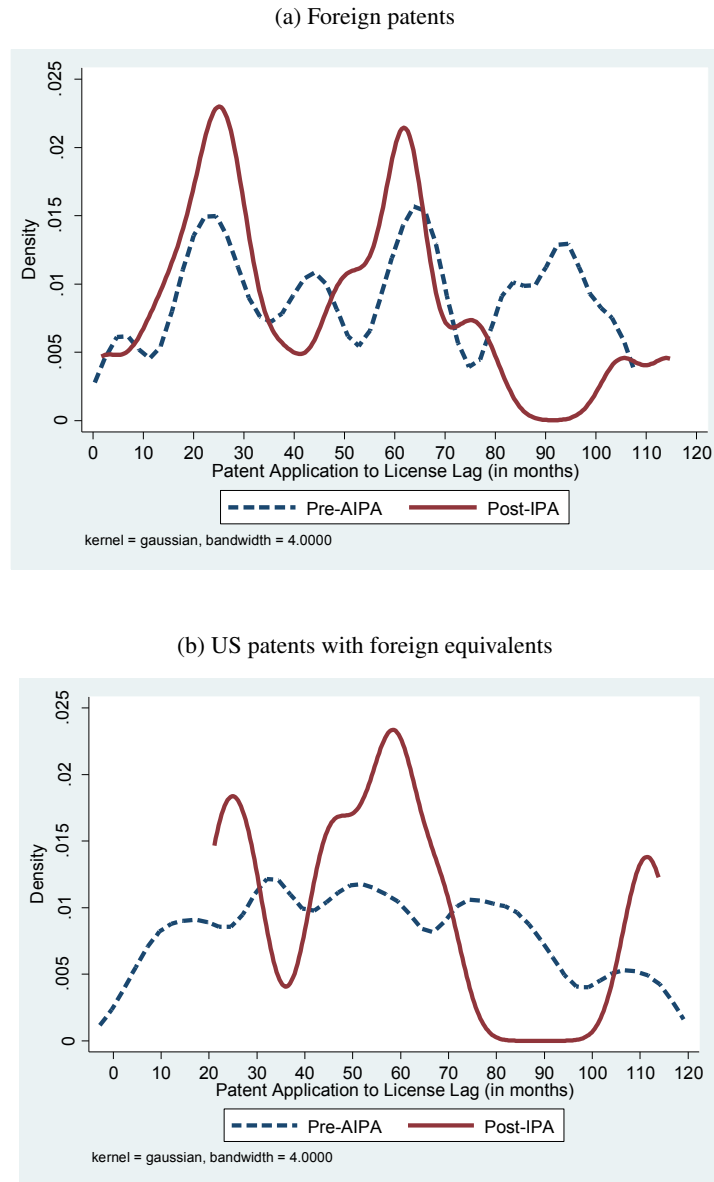 (a) Foreign patents
.025
.02
.015
.01
.005
0
Density
0 10 20 30 40 50 60 70 80 90 100 110 120
Patent Application to License Lag (in months)
Pre-AIPA Post-IPA
kernel = gaussian, bandwidth = 4.0000
(b) US patents with foreign equivalents
.025
.02
.015
.01
.005
0
Density
0 10 20 30 40 50 60 70 80 90 100 110 120
Patent Application to License Lag (in months)
Pre-AIPA Post-IPA
kernel = gaussian, bandwidth = 4.0000